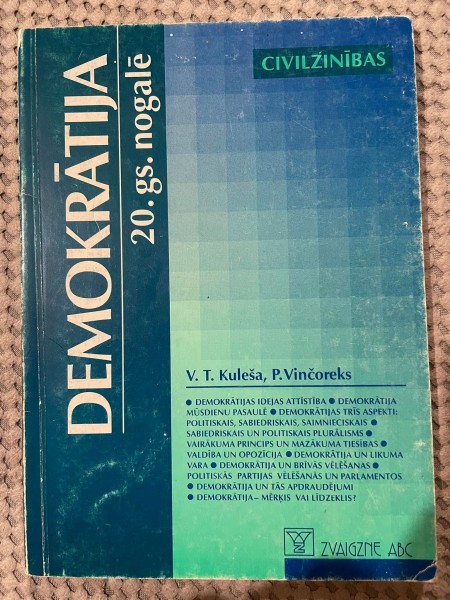 DEMOKRĀTIJA
20. gs. nogalē
CIVILZINĪBAS
V. T. Kuleša, P.Vinčoreks
• DEMOKRĀTIJAS IDEJAS ATTĪSTĪBA • DEMOKRĀTIJA
MŪSDIENU PASAULĒ • DEMOKRĀTIJAS TRĪS ASPEKTI:
POLITISKAIS, SABIEDRISKAIS, SAIMNIECISKAIS •
SABIEDRISKAIS UN POLITISKAIS PLURĀLISMS •
VAIRĀKUMA PRINCIPS UN MAZĀKUMA TIESĪBAS •
VALDĪBA UN OPOZĪCIJA • DEMOKRĀTIJA UN LIKUMA
VARA • DEMOKRĀTIJA UN BRĪVĀS VĒLĒŠANAS •
POLITISKĀS PARTIJAS VĒLĒŠANĀS UN PARLAMENTOS
• DEMOKRĀTIJA UN TĀS APDRAUDĒJUMI
• DEMOKRĀTIJA – MĒRĶIS VAI LĪDZEKLIS?
ZVAIGZNE ABC